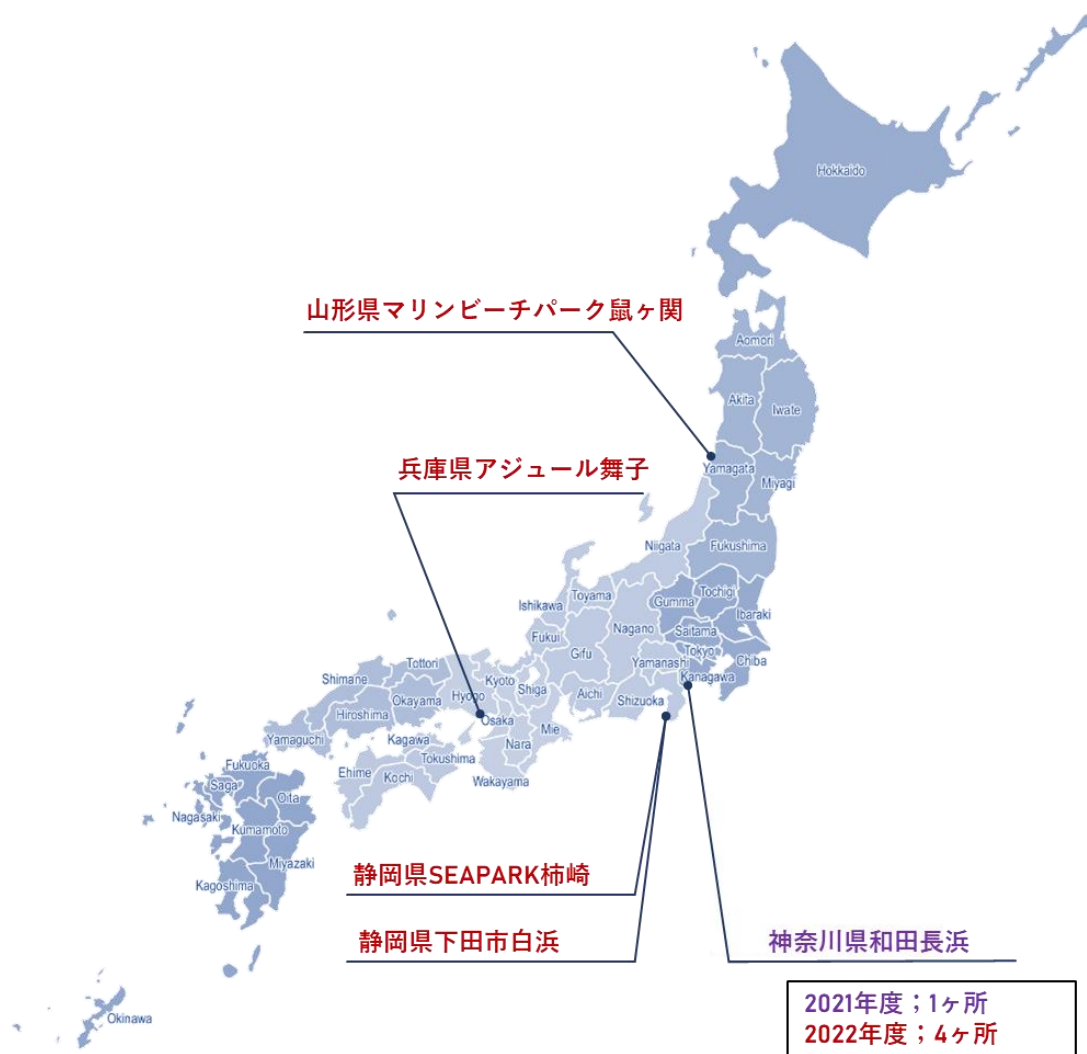 Hokkaido
山形県マリンビーチパーク鼠ヶ関
Aomori
Akita
Iwate
兵庫県アジュール舞子
Yamagata
Miyagi
Niigata
Fukushima
Toyama
Ishikawa
Gumma
Tochigi
Ibaraki
Nagano
Saitama
Fukui
Gifu
Tokyo
Chiba
Yamanashi
Kanagawa
Tottori
Kyoto
Shiga
Shimane
Okayama
Hyogo
Aichi
Shizuoka
Hiroshima
Osaka
Mie
Yamaguchi
Kagawa
Nara
Tokushima
Wakayama
Ehime
Kochi
Fukuoka
Saga
Oita
Nagasaki
Kumamoto
Miyazaki
Kagoshima
静岡県SEAPARK柿崎
静岡県下田市白浜
神奈川県和田長浜
Okinawa
2021年度；1ヶ所
2022年度；4ヶ所